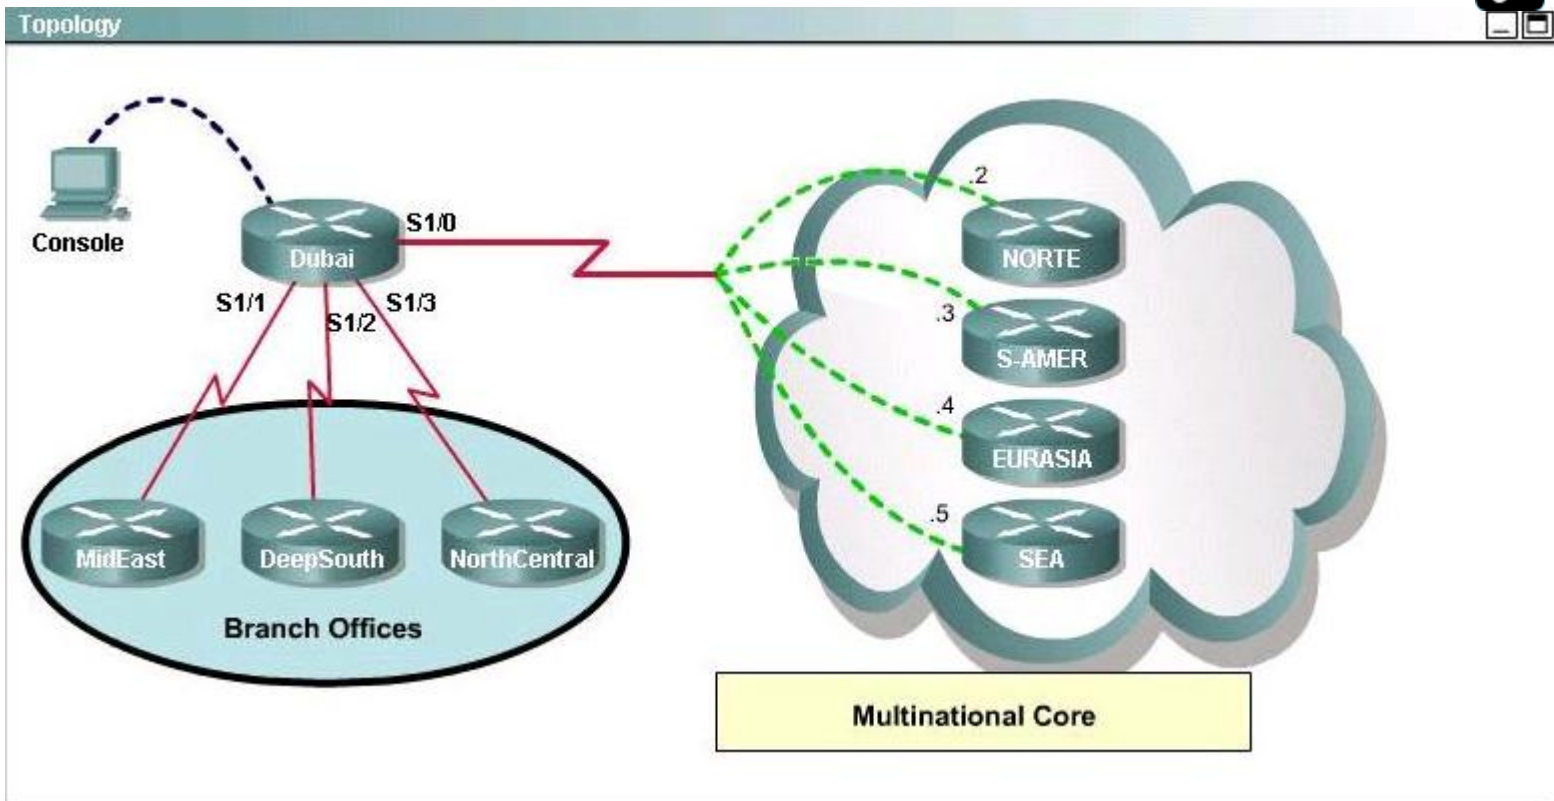 Topology
.2
S1/0
NORTE
Console
Dubai
S1/1
S1/3
S1/2
.3
S-AMER
.4
EURASIA
.5
MidEast
DeepSouth
NorthCentral
SEA
Branch Offices
Multinational Core